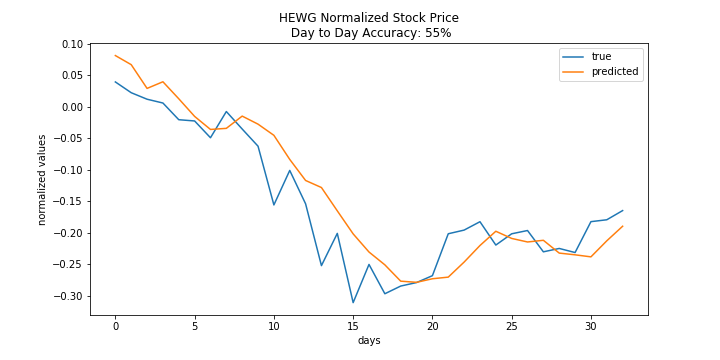 HEWG Normalized Stock Price
Day to Day Accuracy: 55%
true
predicted
normalized values
0.10
0.05
0.00
−0.05
−0.10
−0.15
−0.20
−0.25
−0.30
0 5 10 15 20 25 30
days